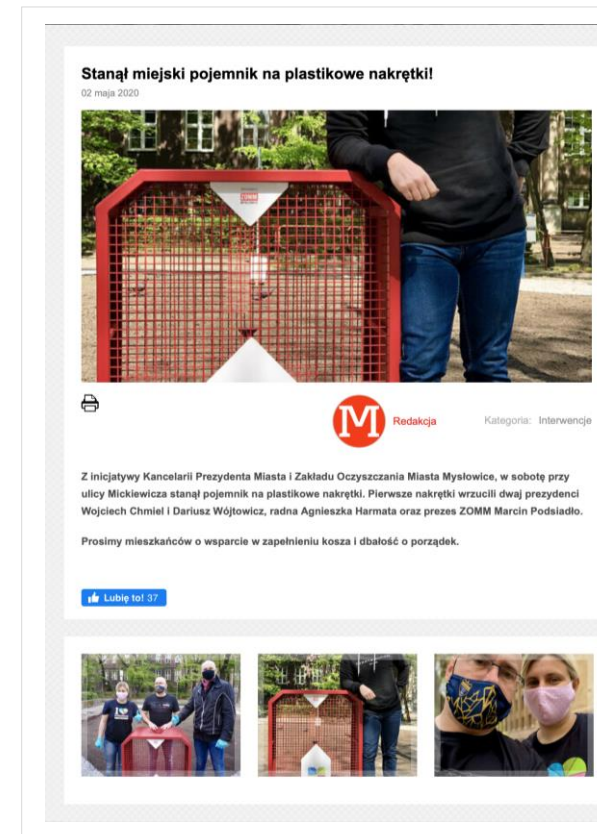 Stanął miejski pojemnik na plastikowe nakrętki!
02 maja 2020
M
Redakcja
Kategoria: Interwencje
Z inicjatywy Kancelarii Prezydenta Miasta i Zakładu Oczyszczania Miasta Mysłowice, w sobotę przy
ulicy Mickiewicza stanął pojemnik na plastikowe nakrętki. Pierwsze nakrętki wrzucili dwaj prezydenci
Wojciech Chmiel i Dariusz Wójtowicz, radna Agnieszka Harmata oraz prezes ZOMM Marcin Podsiadło.
Prosimy mieszkańców o wsparcie w zapełnieniu kosza i dbałość o porządek.
Lubię to! 37